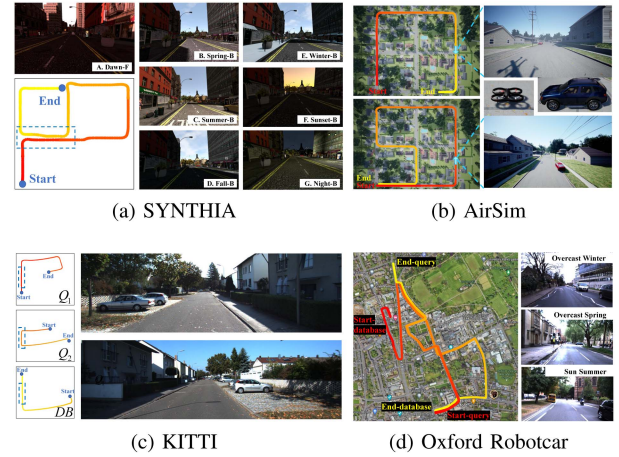 A. Dawn-F
B. Spring-B
E. Winter-B
End
C. Summer-B
F. Sunset-B
Start
D. Fall-B
G. Night-B
(a) SYNTHIA
End
End
Start
(b) AirSim
Start
End
Q1
Start
End
Q2
End
Start
DB
(c) KITTI
End-query
Start-
database
End-database
Start-query
Overcast Winter
Overcast Spring
Sun Summer
(d) Oxford Robotcar